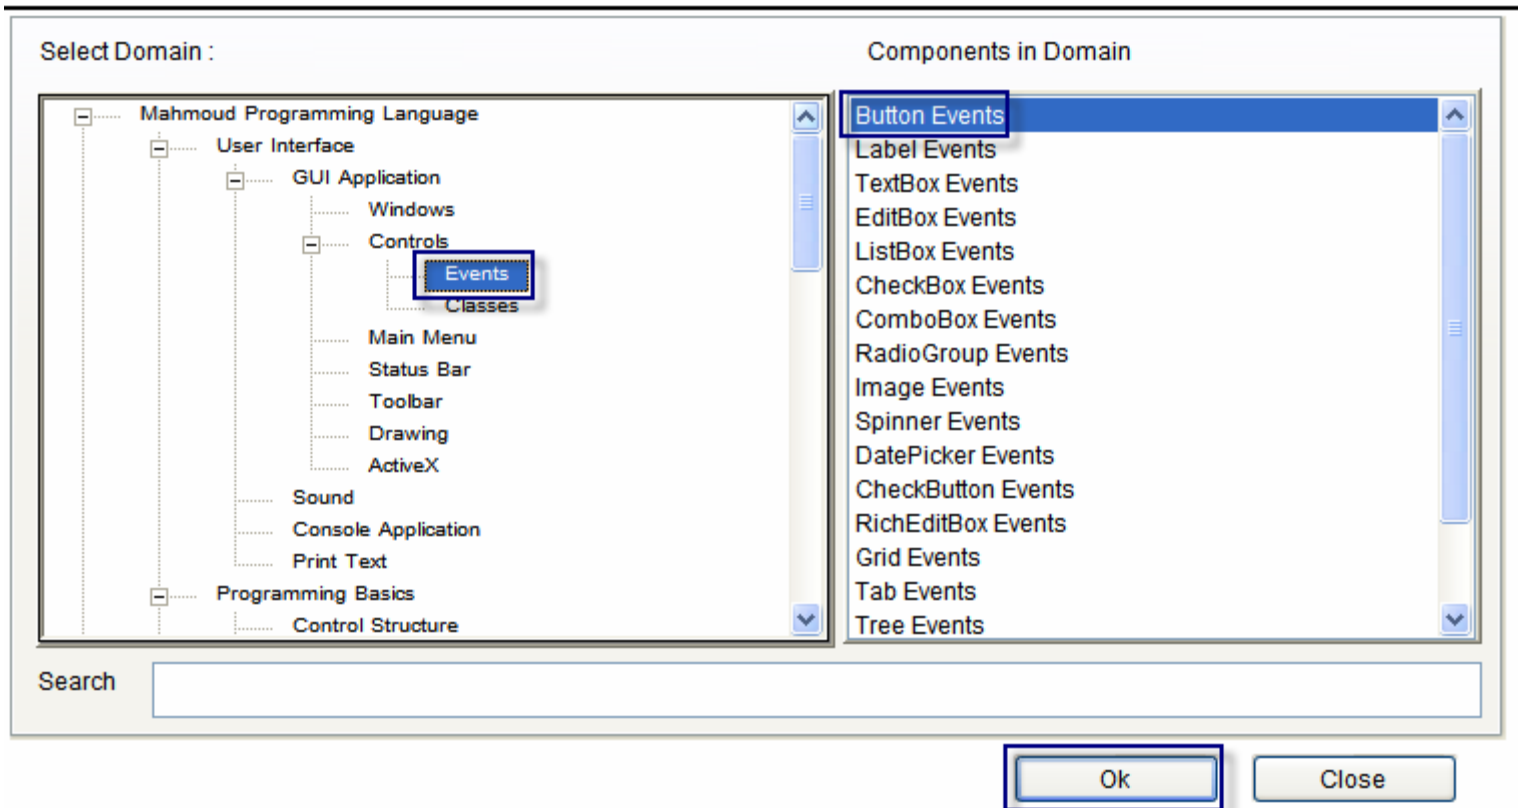 Select Domain :
Components in Domain
Mahmoud Programming Language
User Interface
GUI Application
Windows
Controls
Events
Classes
Main Menu
Status Bar
Toolbar
Drawing
ActiveX
Sound
Console Application
Print Text
Programming Basics
Control Structure
Button Events
Label Events
TextBox Events
EditBox Events
ListBox Events
CheckBox Events
ComboBox Events
RadioGroup Events
Image Events
Spinner Events
DatePicker Events
CheckButton Events
RichEditBox Events
Grid Events
Tab Events
Tree Events
Search
Ok
Close